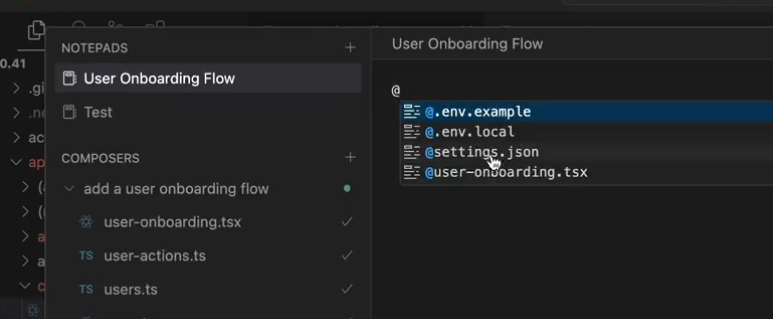 0.41
.gi
.ne
ac
ap
(a
(
a
a
c
NOTEPADS
User Onboarding Flow
Test
COMPOSERS
add a user onboarding flow
user-onboarding.tsx
TS user-actions.ts
TS users.ts
User Onboarding Flow
@
@.env.example
@.env.local
@settings.json
@user-onboarding.tsx